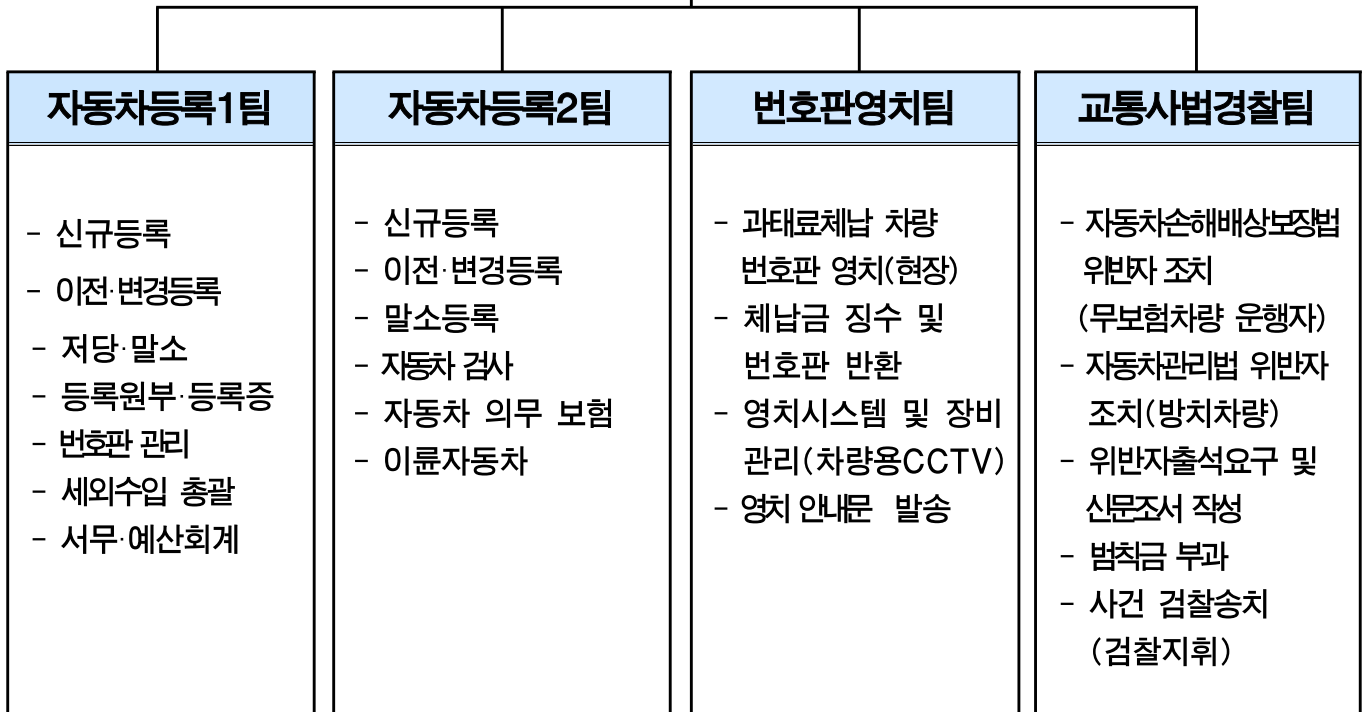 자동차등록1팀
- 신규등록
- 이전·변경등록
- 저당·말소
- 등록원부·등록증
- 번호판 관리
- 세외수입 총괄
- 서무·예산회계
자동차등록2팀
- 신규등록
- 이전·변경등록
- 말소등록
- 자동차 검사
- 자동차 의무 보험
- 이륜자동차
번호판영치팀
- 과태료체납 차량
번호판 영치(현장)
- 체납금 징수 및
번호판 반환
- 영치시스템 및 장비
관리(차량용CCTV)
- 영치 안내문 발송
교통사법경찰팀
- 자동차손해배상보장법
위반자 조치
(무보험차량 운행자)
- 자동차관리법 위반자
조치(방치차량)
- 위반자출석요구 및
신문조서 작성
- 범칙금 부과
- 사건 검찰송치
(검찰지휘)